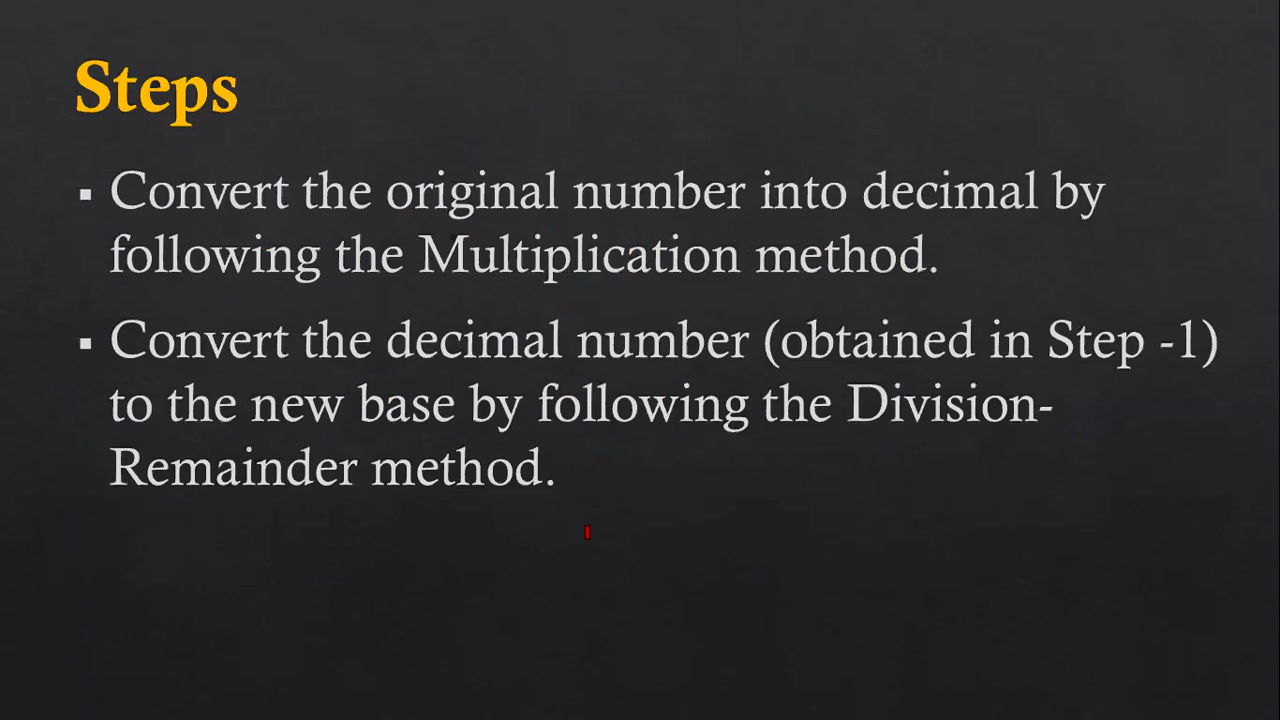 Steps
▪ Convert the original number into decimal by
following the Multiplication method.
▪ Convert the decimal number (obtained in Step -1)
to the new base by following the Division-
Remainder method.